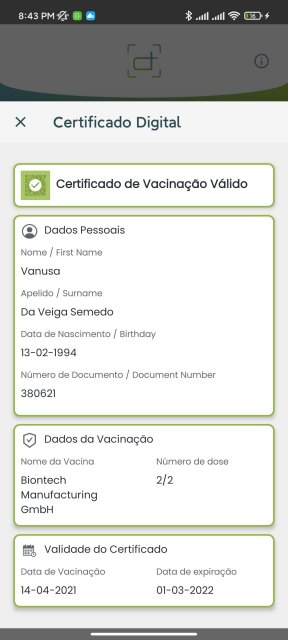 8:43 PM
36
Certificado Digital
Certificado de Vacinação Válido
Dados Pessoais
Nome / First Name
Vanusa
Apelido / Surname
Da Veiga Semedo
Data de Nascimento / Birthday
13-02-1994
Número de Documento / Document Number
380621
Dados da Vacinação
Nome da Vacina
Número de dose
Biontech
Manufacturing
GmbH
2/2
Validade do Certificado
Data de Vacinação
Data de expiração
14-04-2021
01-03-2022